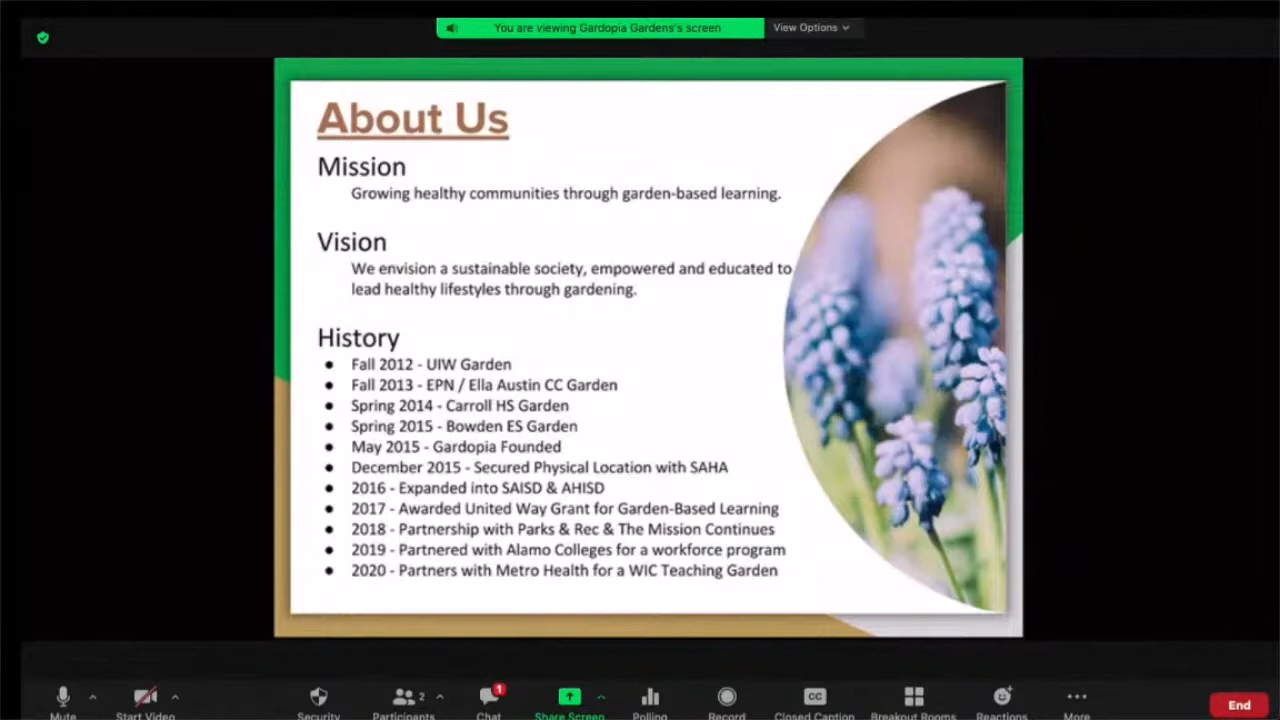 You are viewing Gardopia Gardens's screen
View Options
About Us
Mission
Growing healthy communities through garden-based learning.
Vision
We envision a sustainable society, empowered and educated to
lead healthy lifestyles through gardening.
History
● Fall 2012 - UIW Garden
● Fall 2013 - EPN / Ella Austin CC Garden
● Spring 2014 - Carroll HS Garden
● Spring 2015 - Bowden ES Garden
● May 2015 - Gardopia Founded
● December 2015 - Secured Physical Location with SAHA
● 2016 - Expanded into SAISD & AHISD
● 2017 - Awarded United Way Grant for Garden-Based Learning
● 2018 - Partnership with Parks & Rec & The Mission Continues
● 2019 - Partnered with Alamo Colleges for a workforce program
● 2020 - Partners with Metro Health for a WIC Teaching Garden
2 1 CC
Mute Start Video Security Participants Chat Share Screen Polling Record Closed Caption Breakout Rooms Reactions More End